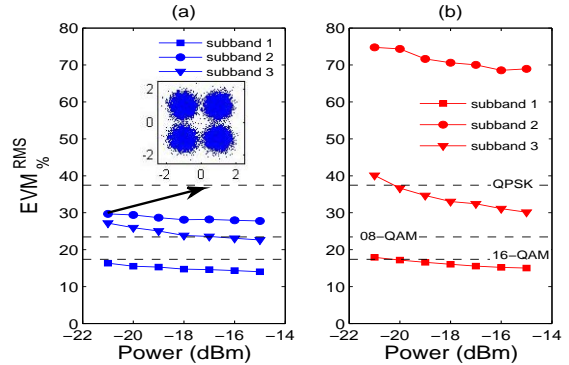 (a)
(b)
EVM RMS %
80
70
60
50
40
30
20
10
0
subband 1
subband 2
subband 3
2
0
-2
-2 0 2
−22 −20 −18 −16 −14
Power (dBm)
80
70
60
50
40
30
20
10
0
subband 1
subband 2
subband 3
QPSK
08−QAM
16−QAM
−22 −20 −18 −16 −14
Power (dBm)